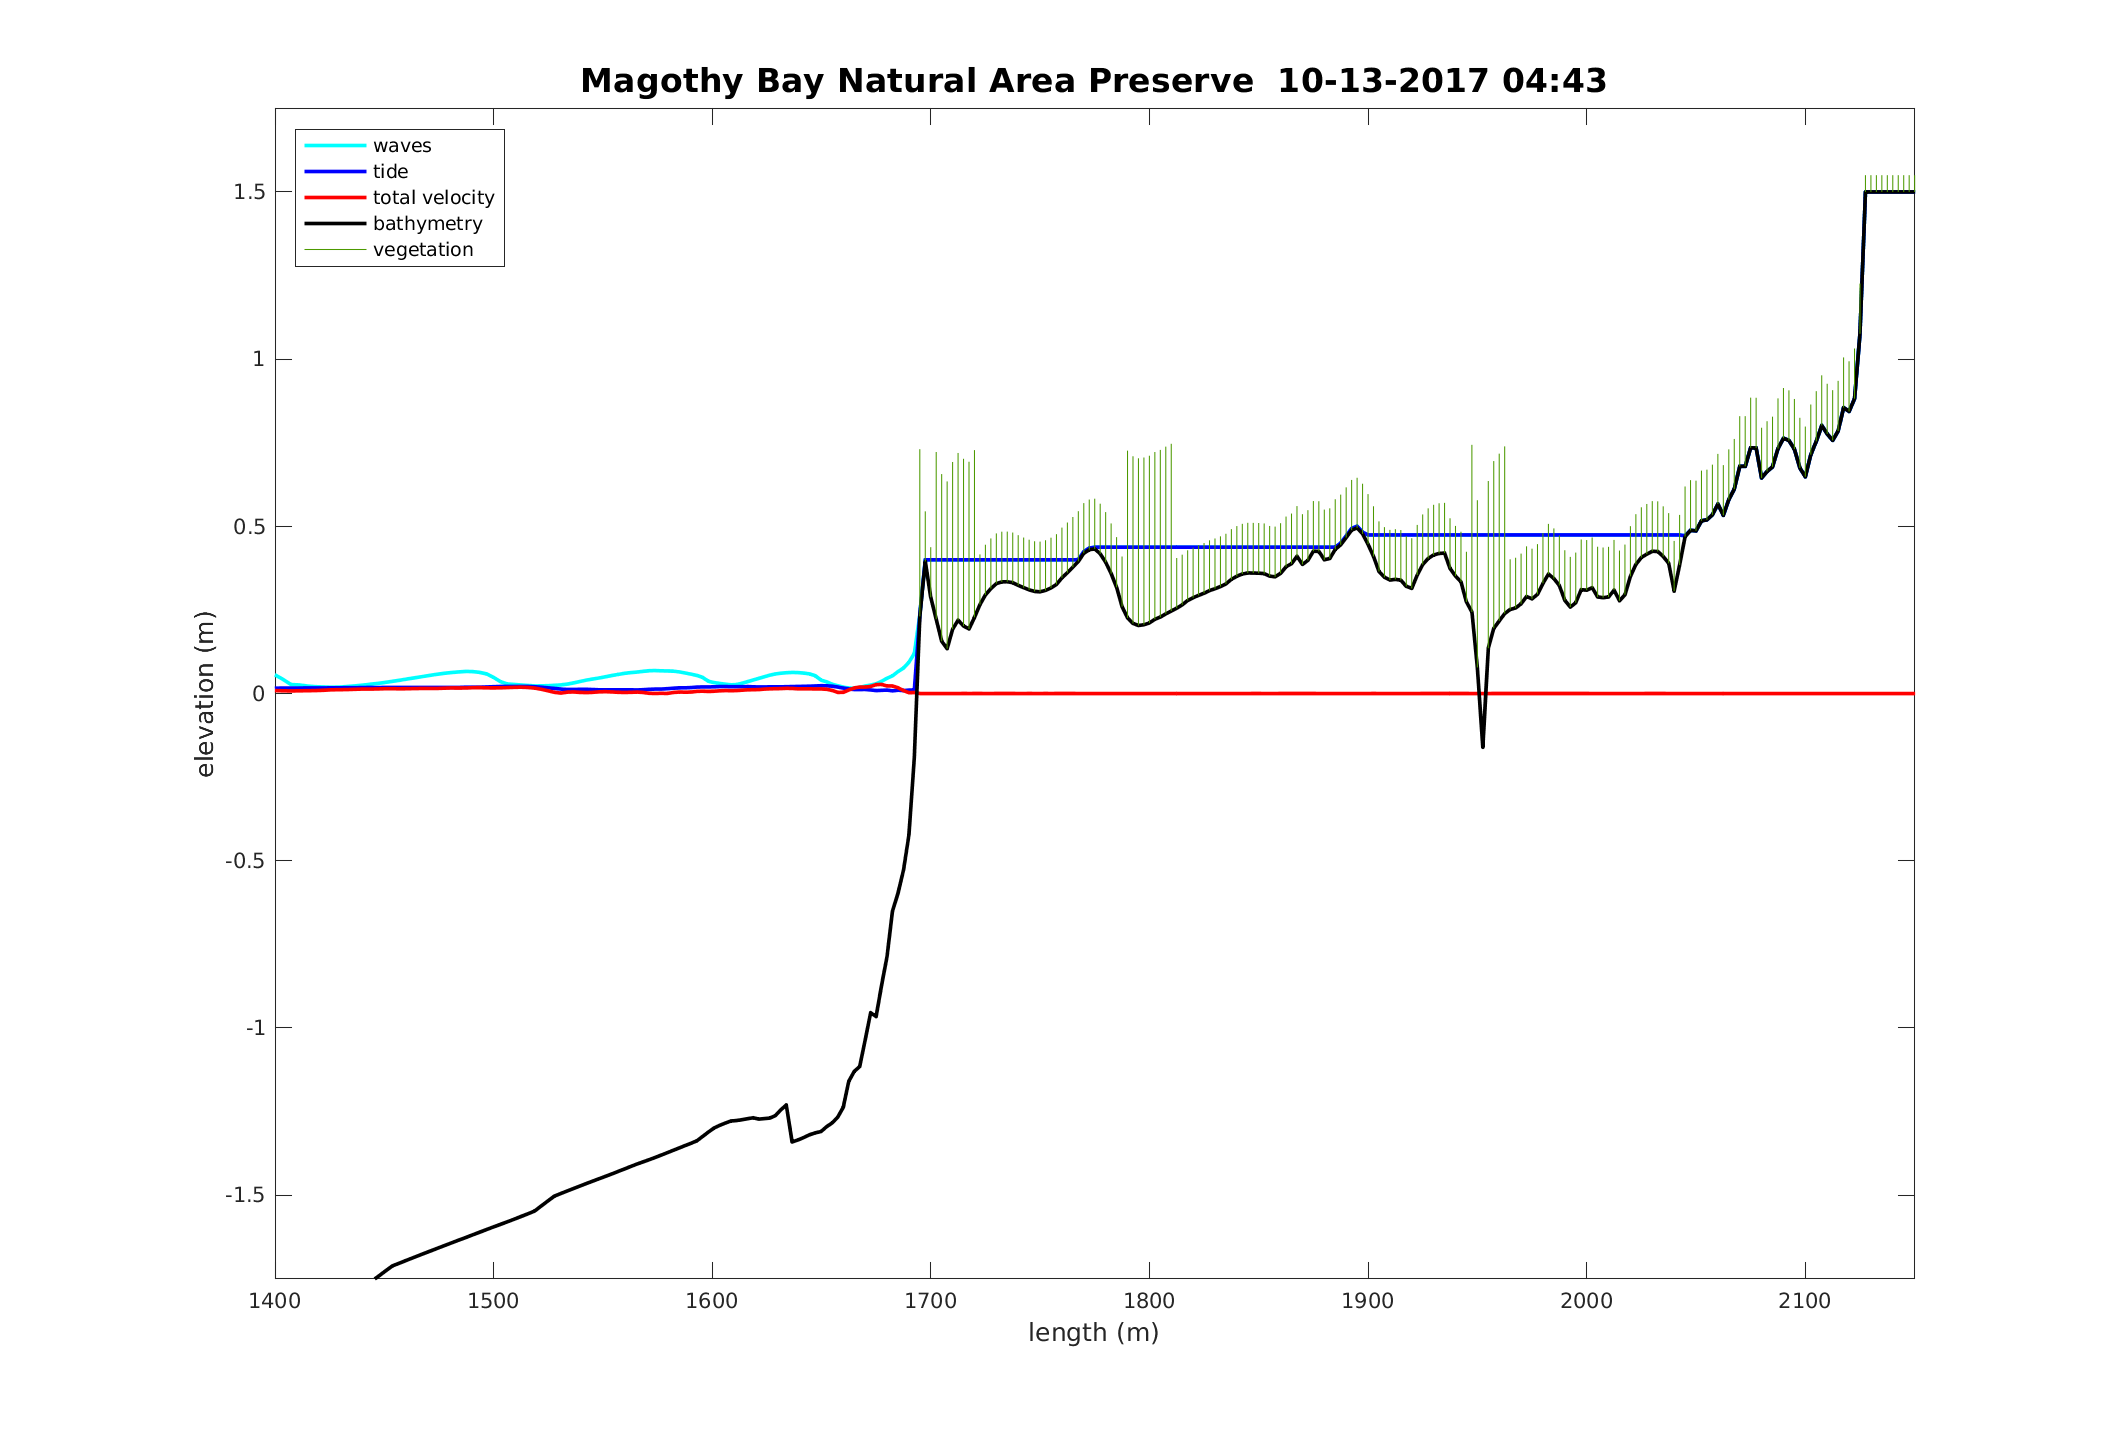 Magothy Bay Natural Area Preserve  10-13-2017 04:43
waves
tide
total velocity
bathymetry
vegetation
elevation (m)
1.5
1
0.5
0
-0.5
-1
-1.5
1400 1500 1600 1700 1800 1900 2000 2100
length (m)